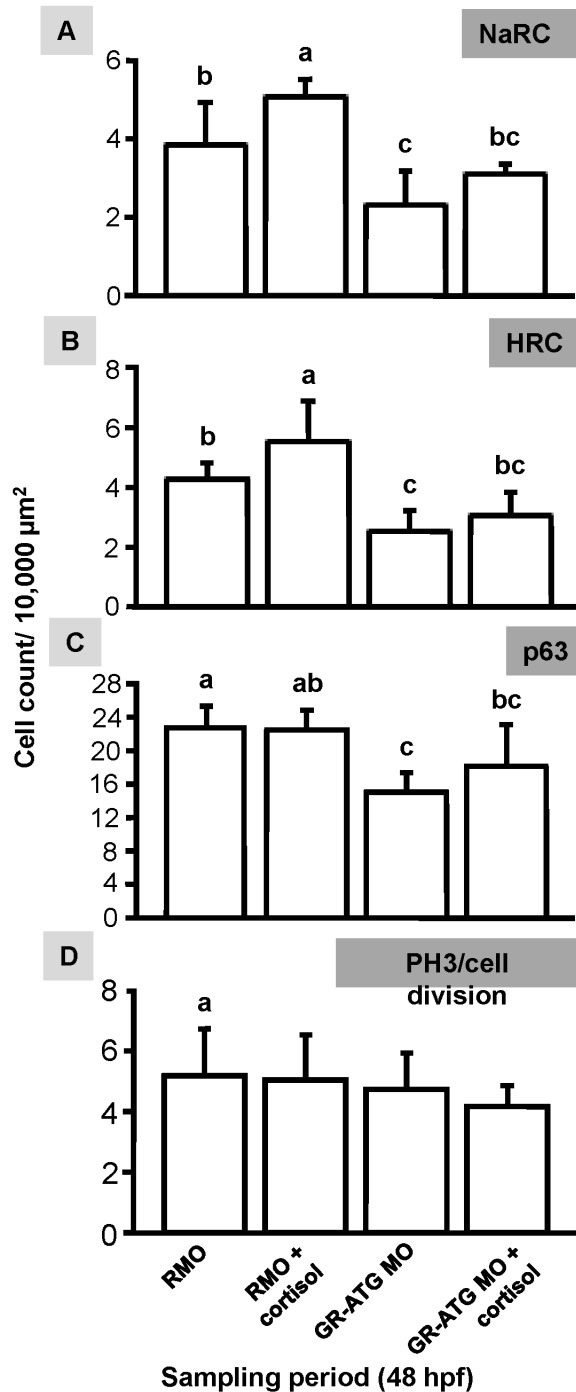 A
NaRC
6
4
2
0
b
a
c
bc
B
HRC
8
6
4
2
0
b
a
c
bc
Cell count/ 10,000 µm²
C
p63
28
24
20
16
12
8
4
0
a
ab
c
bc
D
PH3/cell
division
8
6
4
2
0
a
RMO
RMO +
cortisol
GR-ATG MO
GR-ATG MO +
cortisol
Sampling period (48 hpf)